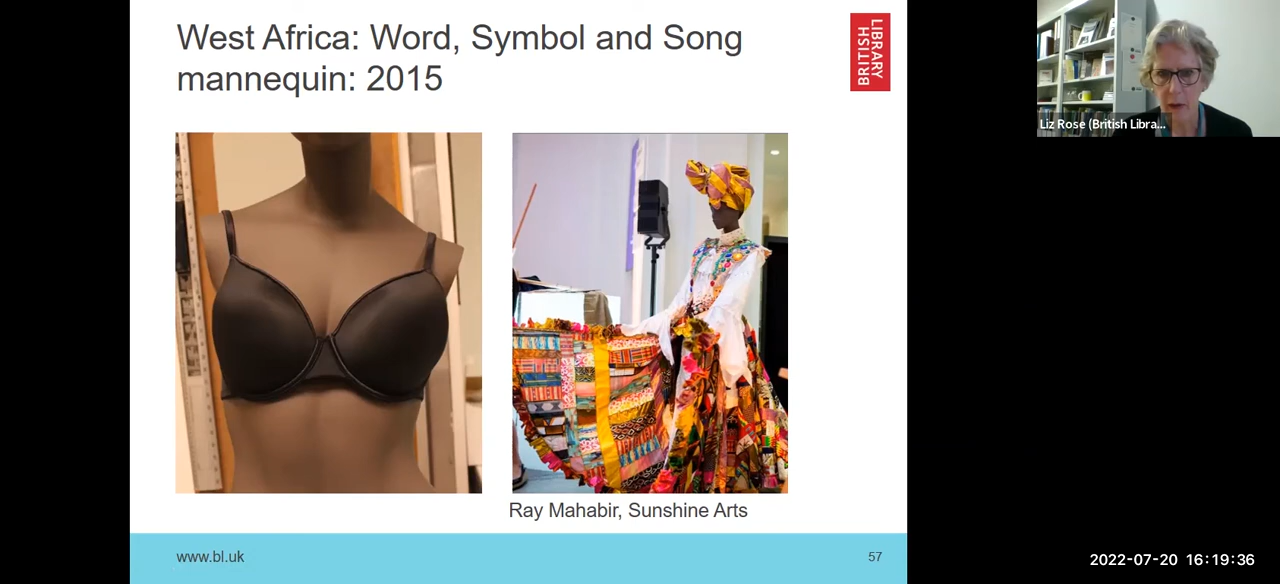 West Africa: Word, Symbol and Song
mannequin: 2015
LIBRARY
BRITISH
Liz Rose (British Libra...
Ray Mahabir, Sunshine Arts
www.bl.uk
57
2022-07-20 16:19:36